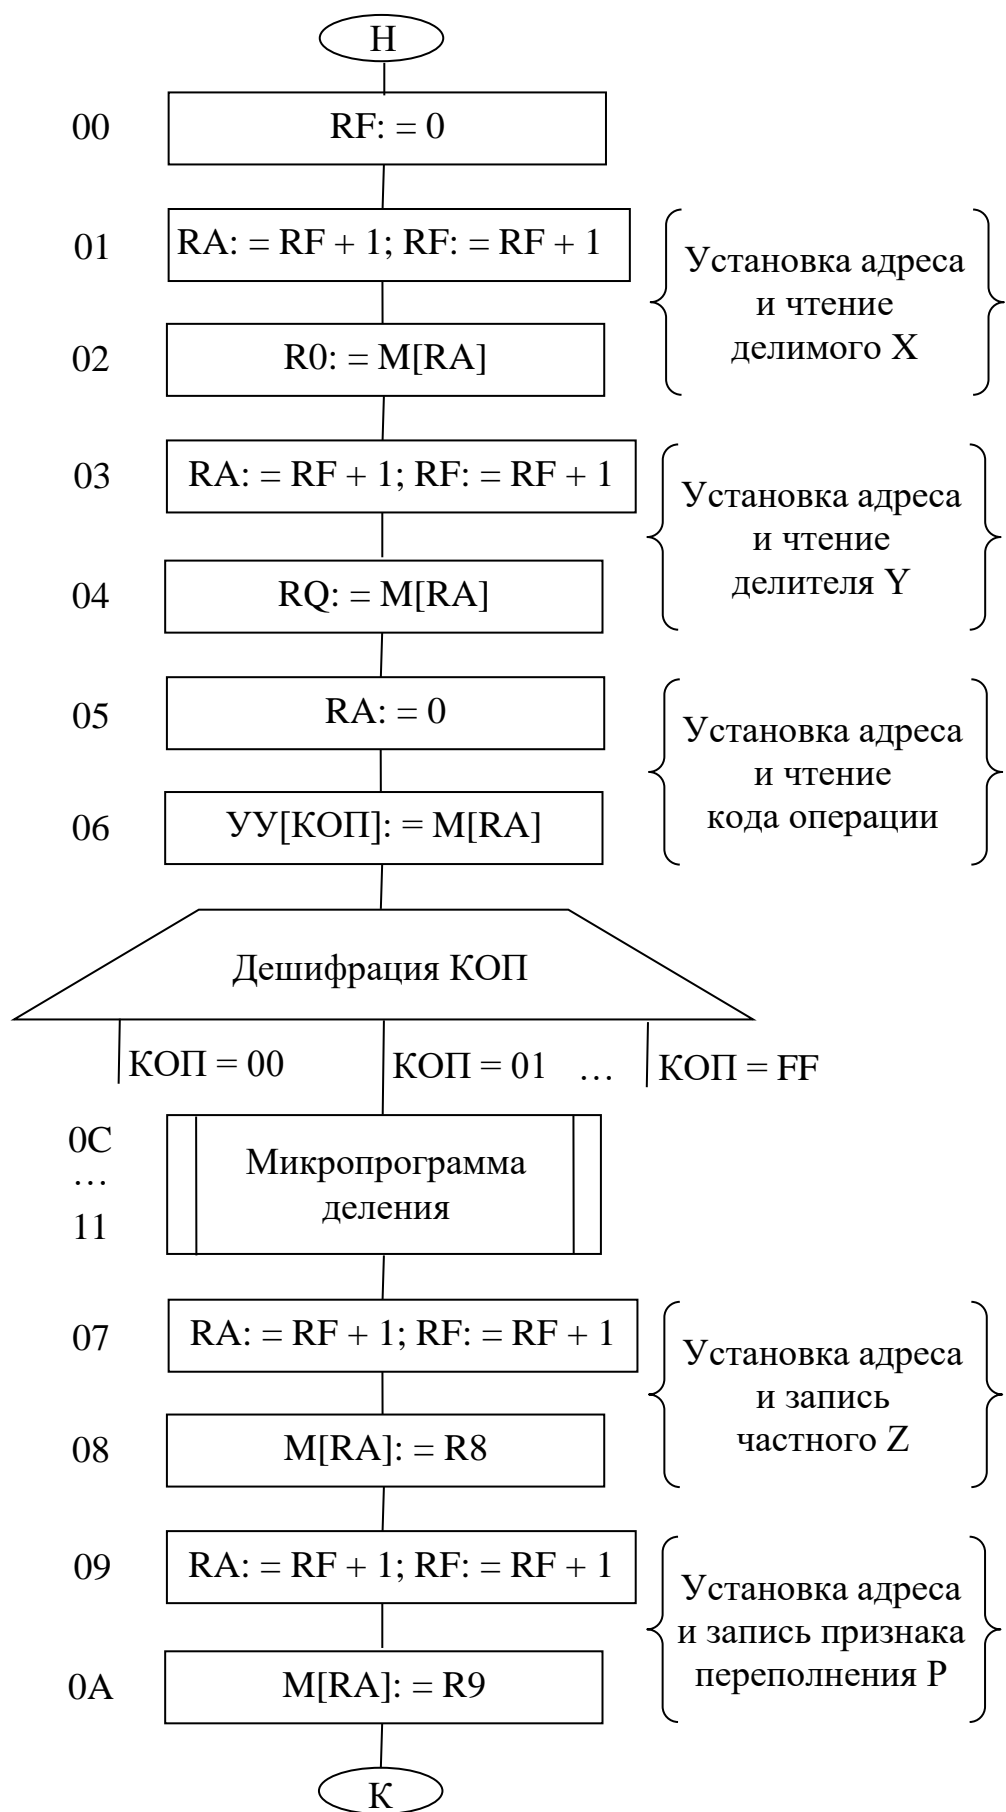 Н
00
RF: = 0
01
RA: = RF + 1; RF: = RF + 1
Установка адреса
и чтение
делимого X
02
R0: = M[RA]
03
RA: = RF + 1; RF: = RF + 1
Установка адреса
и чтение
делителя Y
04
RQ: = M[RA]
05
RA: = 0
Установка адреса
и чтение
кода операции
06
УУ[КОП]: = M[RA]
Дешифрация КОП
КОП = 00
КОП = 01
…
КОП = FF
0C
…
11
Микропрограмма
деления
07
RA: = RF + 1; RF: = RF + 1
Установка адреса
и запись
частного Z
08
M[RA]: = R8
09
RA: = RF + 1; RF: = RF + 1
Установка адреса
и запись признака
переполнения P
0A
M[RA]: = R9
К